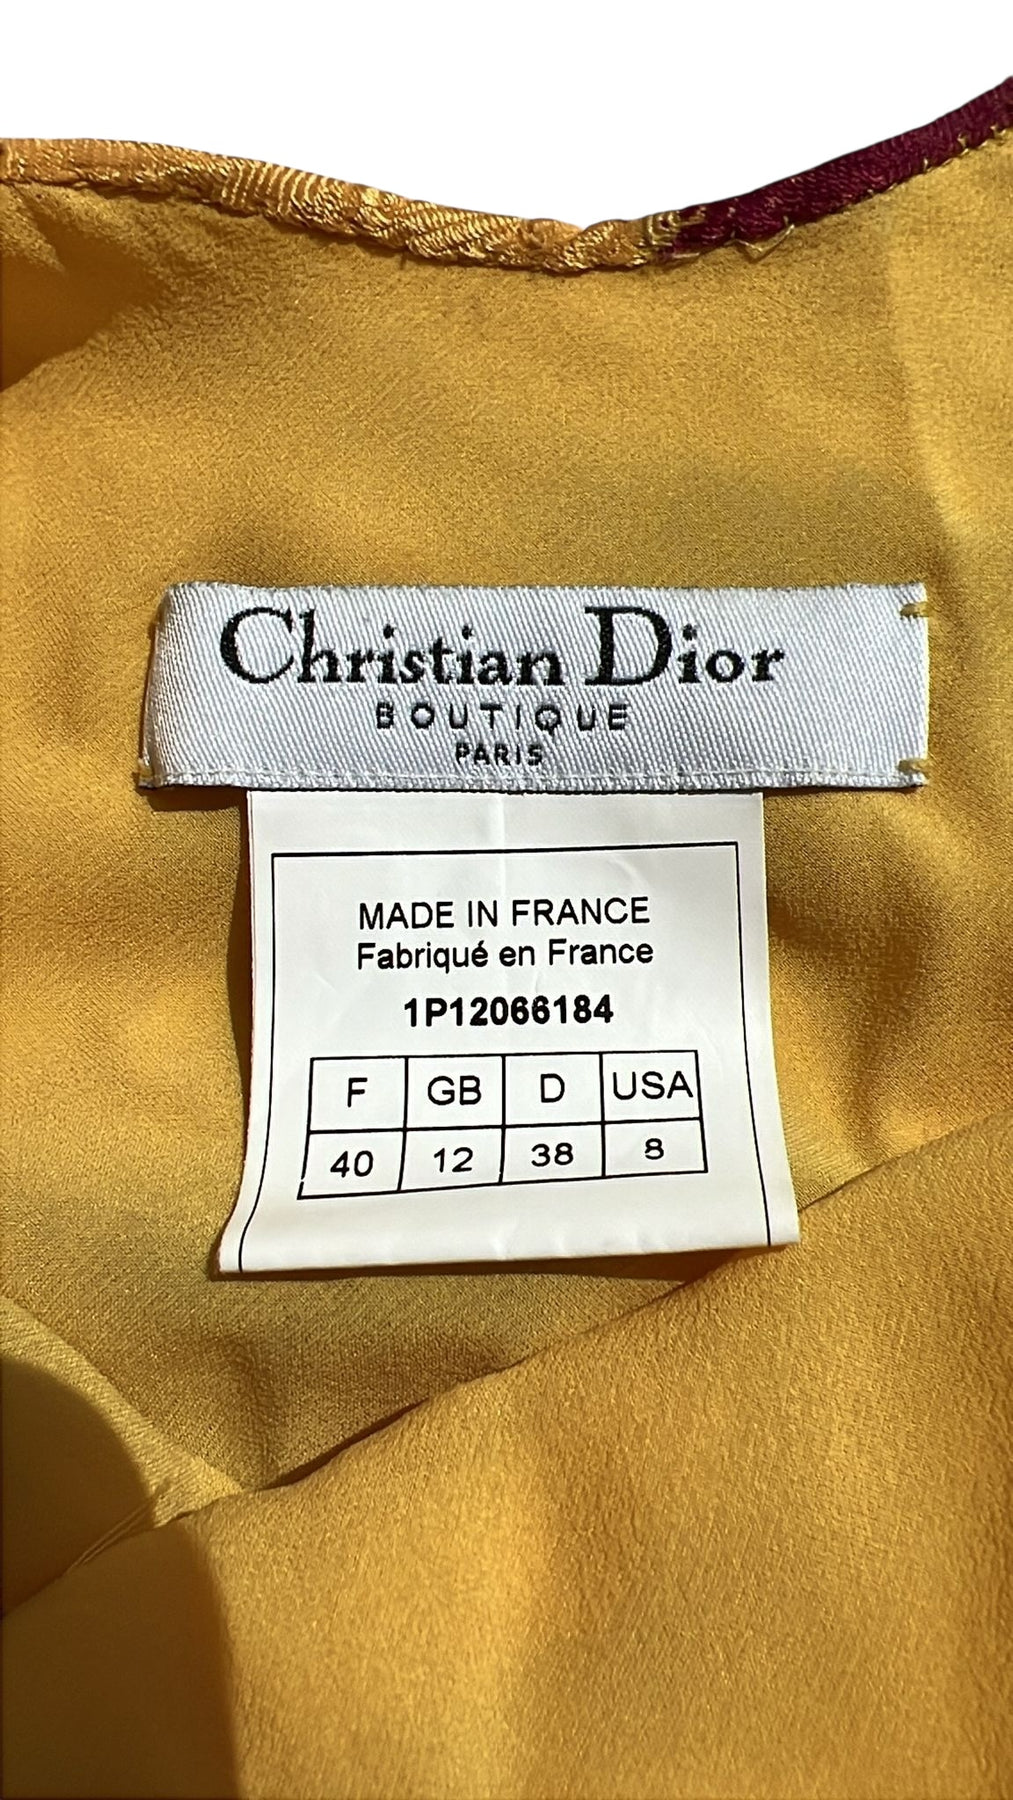 Christian Dior
BOUTIQUE
PARIS
MADE IN FRANCE
Fabriqué en France
1P12066184
F GB D USA
40 12 38 8